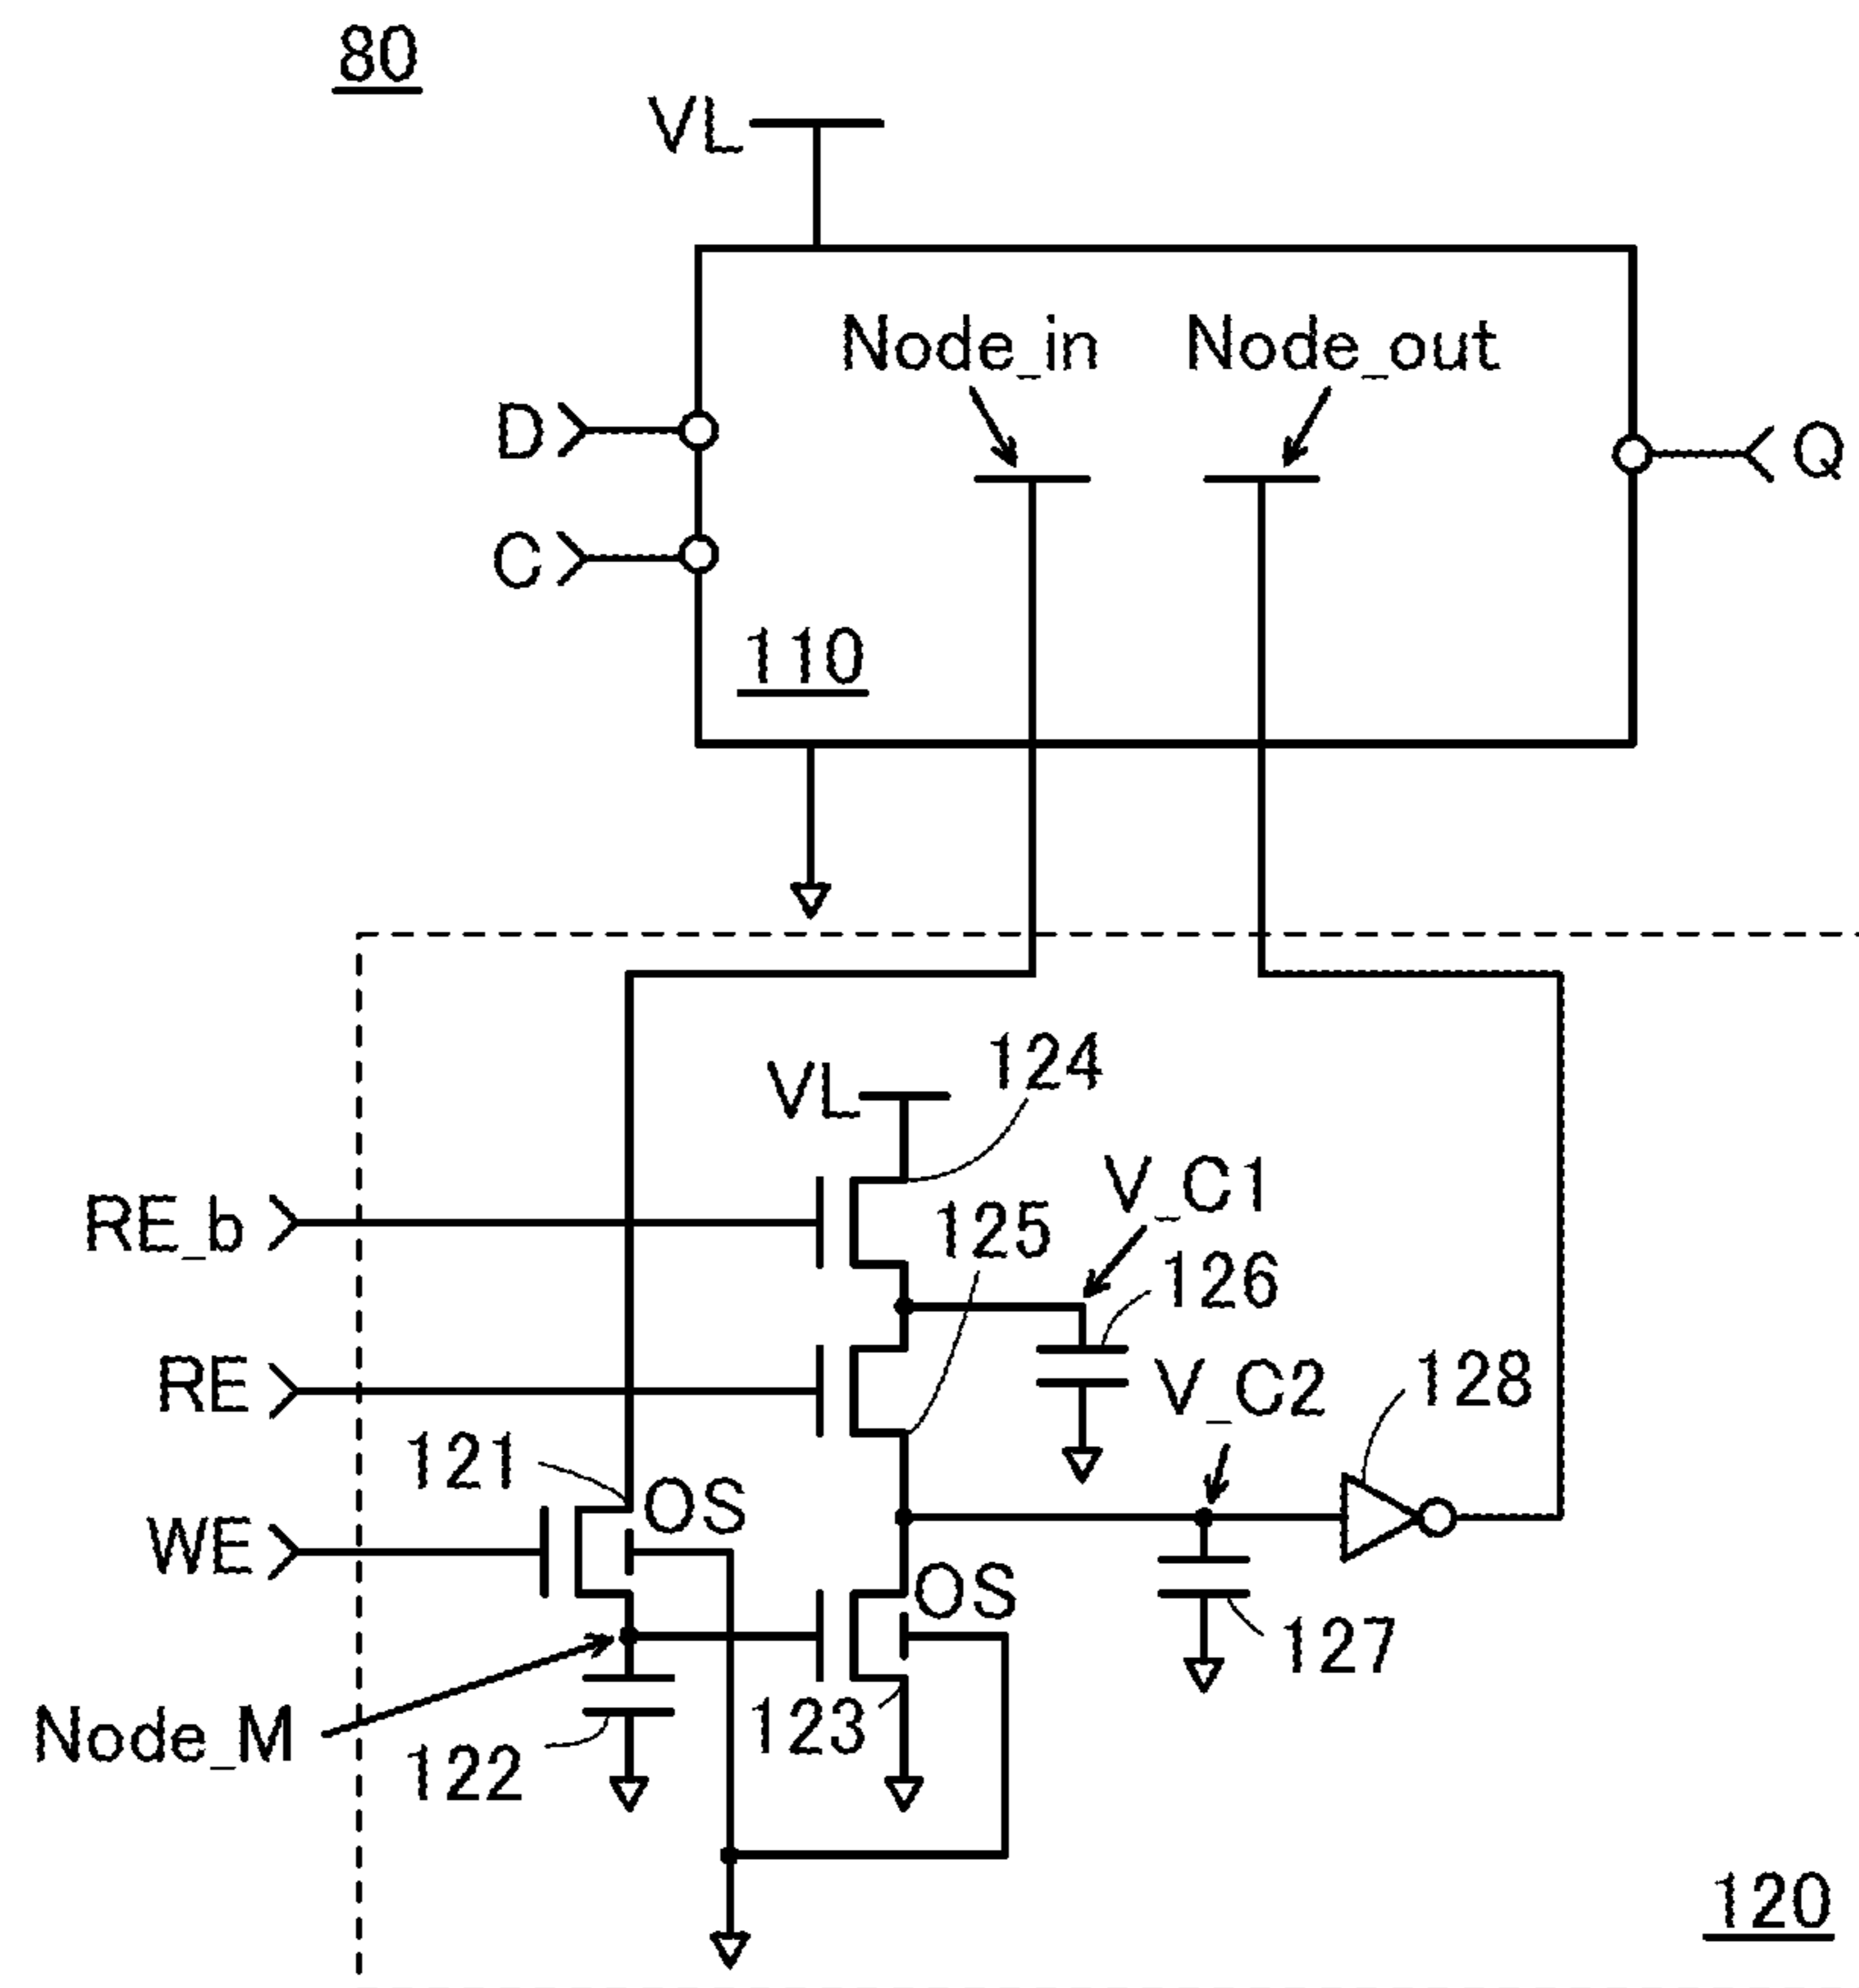 80
VL
Node_in
Node_out
D
Q
C
110
VL
124
RE_b
V_C1
125
126
RE
V_C2
128
121
OS
WE
OS
127
Node_M
122
123
120